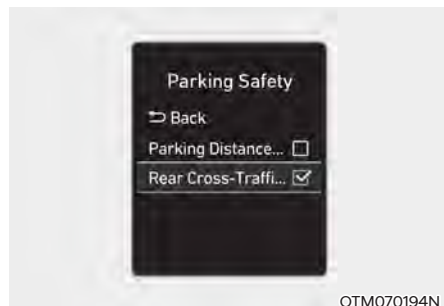 Parking Safety
⮌ Back
Parking Distance... ☐
Rear Cross-Traffi... ☑
OTM070194N